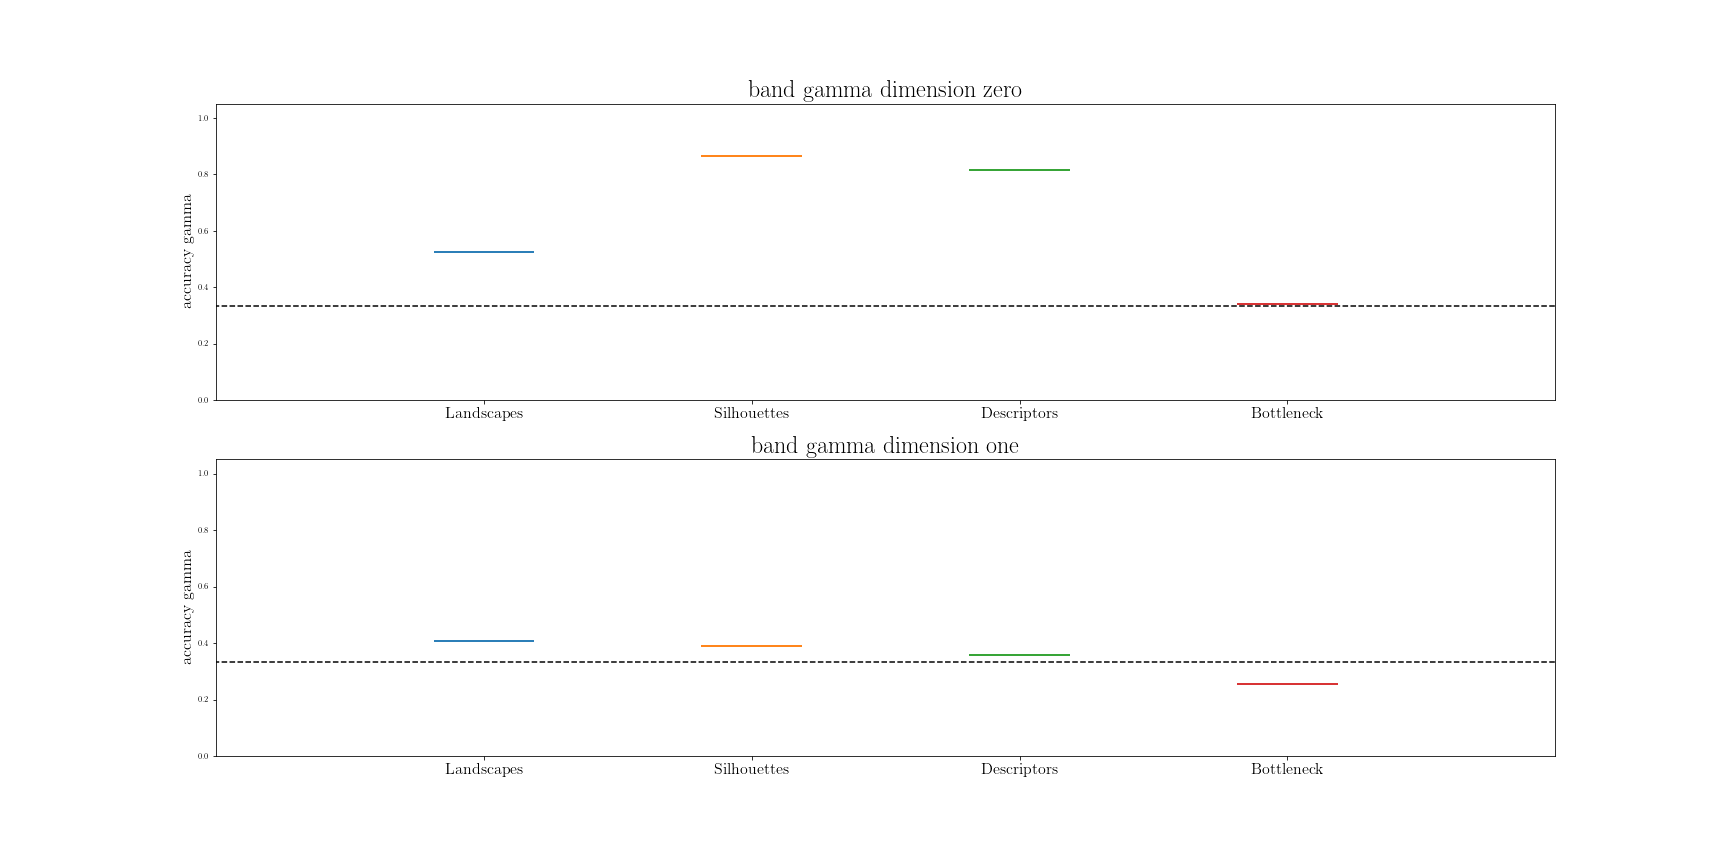 band gamma dimension zero
1.0
0.8
0.6
0.4
0.2
0.0
accuracy gamma
Landscapes Silhouettes Descriptors Bottleneck
band gamma dimension one
1.0
0.8
0.6
0.4
0.2
0.0
accuracy gamma
Landscapes Silhouettes Descriptors Bottleneck